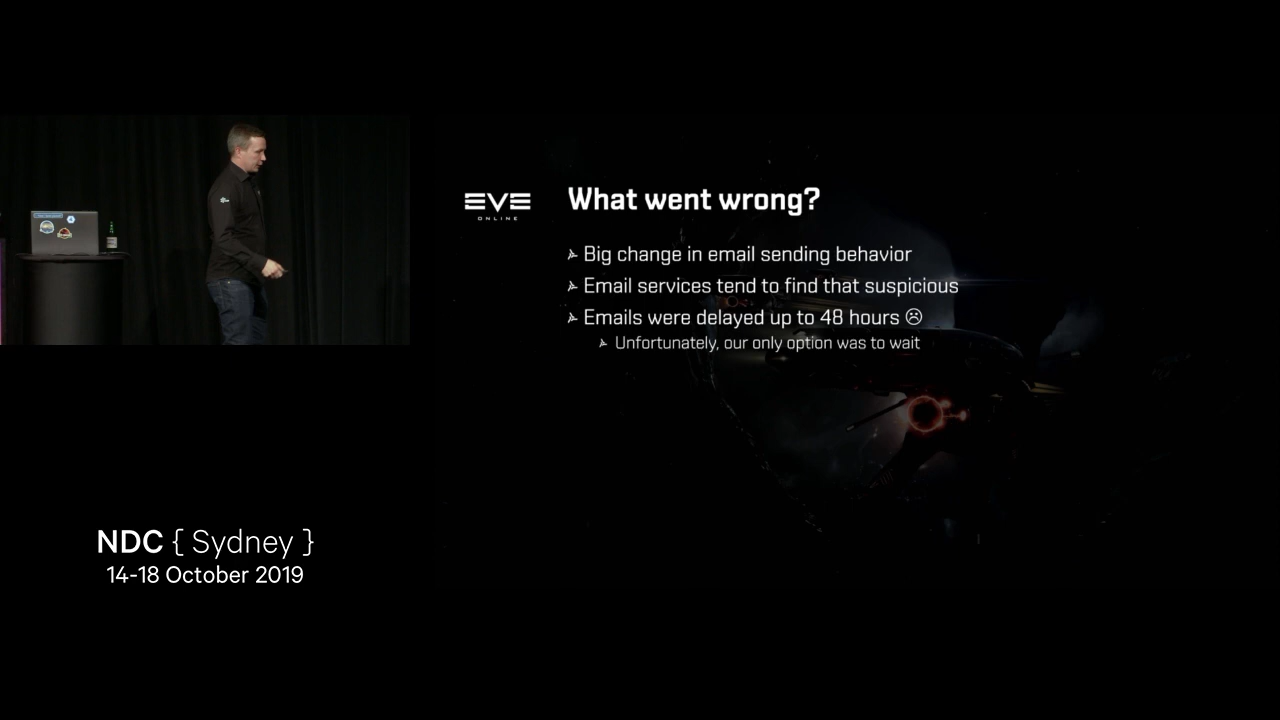 EVE
ONLINE
What went wrong?
Big change in email sending behavior
Email services tend to find that suspicious
Emails were delayed up to 48 hours ☹
Unfortunately, our only option was to wait
NDC { Sydney }
14-18 October 2019